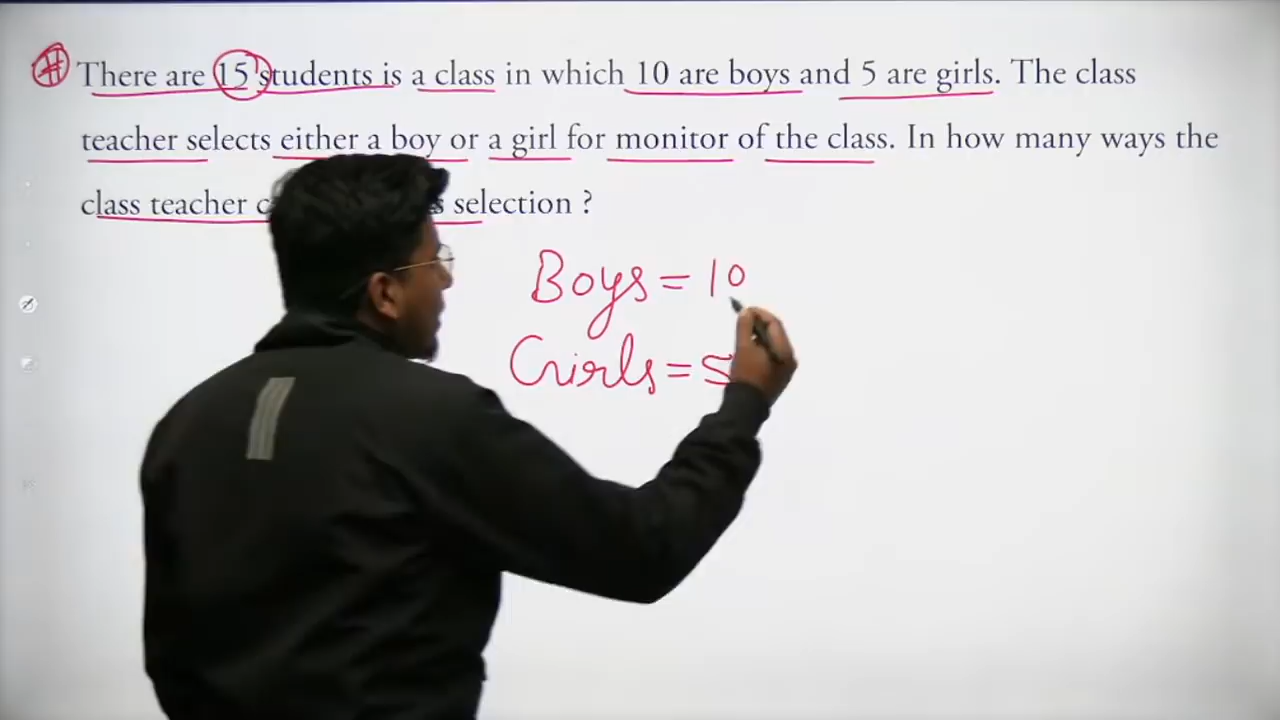 There are 15 students is a class in which 10 are boys and 5 are girls. The class
teacher selects either a boy or a girl for monitor of the class. In how many ways the
class teacher selection ?
Boys = 10
Girls = 5